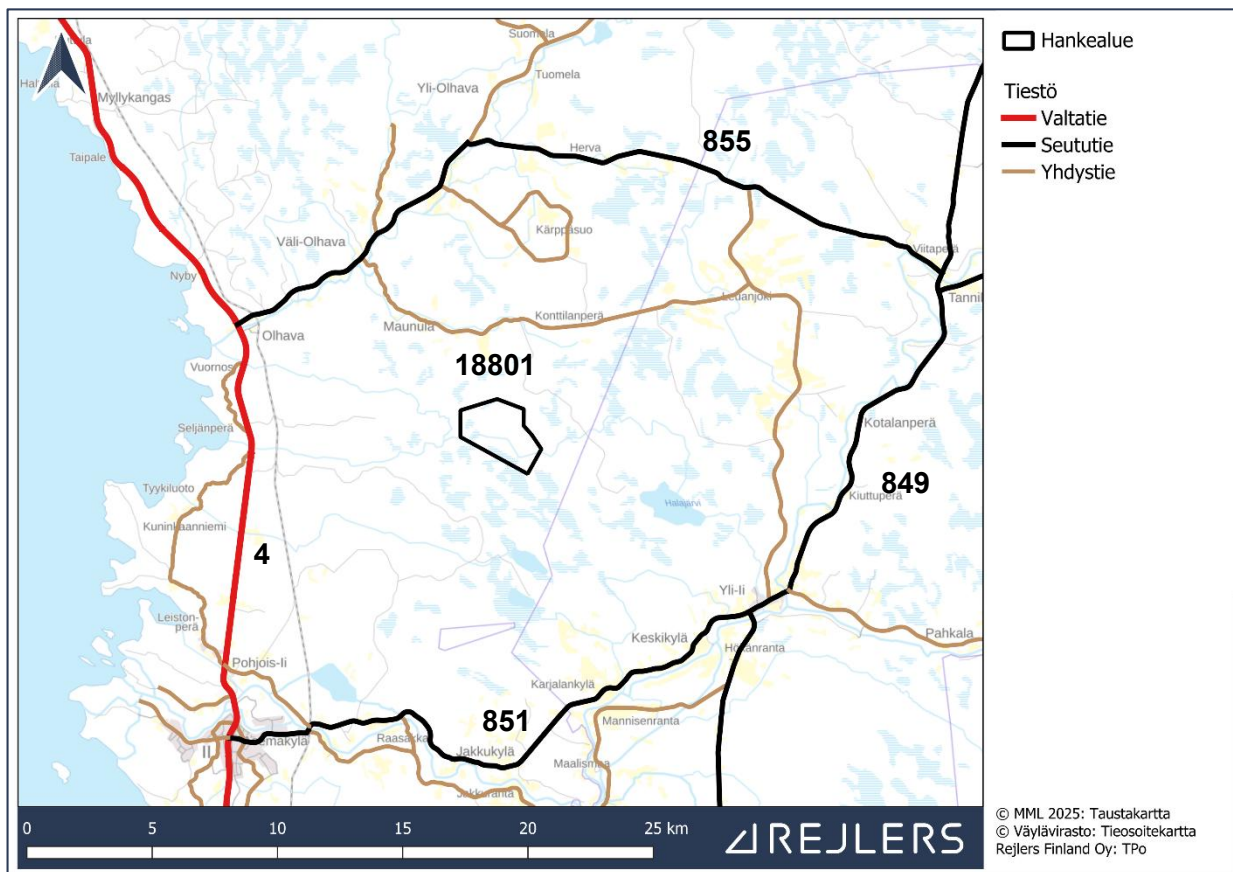 Hankealue
Tiestö
Valtatie
Seututie
Yhdystie
Suomela
Tuomela
Yli-Olhava
Myllykangas
Taipale
Herva
855
Kärppäsuo
Väli-Olhava
Viitaperä
Nyby
Leuanjoki
Konttilanperä
Maunula
Olhava
18801
Vuornos
Kotalanperä
Seljänperä
849
Tyykiluoto
Kiuttuperä
Halajärvi
Kuninkaanniemi
4
Yli-Ii
Leiston-
perä
Keskikylä
Pahkala
Pohjois-Ii
Karjalankylä
851
Mannisenranta
Raasakka
Jakkukylä
Ii
Maalismaa
Jakkuranta
0 5 10 15 20 25 km
REJLERS
© MML 2025: Taustakartta
© Väylävirasto: Tieosoitekartta
Rejlers Finland Oy: TPo